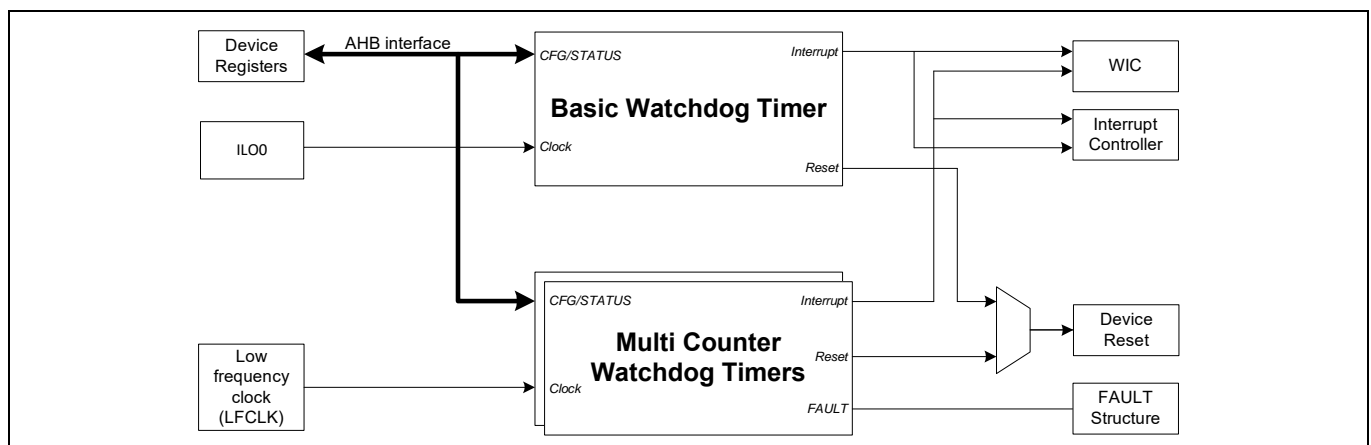 Device
Registers
AHB interface
CFG/STATUS
Interrupt
WIC
Basic Watchdog Timer
ILO0
Clock
Interrupt
Controller
Reset
CFG/STATUS
Interrupt
Multi Counter
Watchdog Timers
Device
Reset
Low
frequency
clock
(LFCLK)
Clock
Reset
FAULT
FAULT
Structure